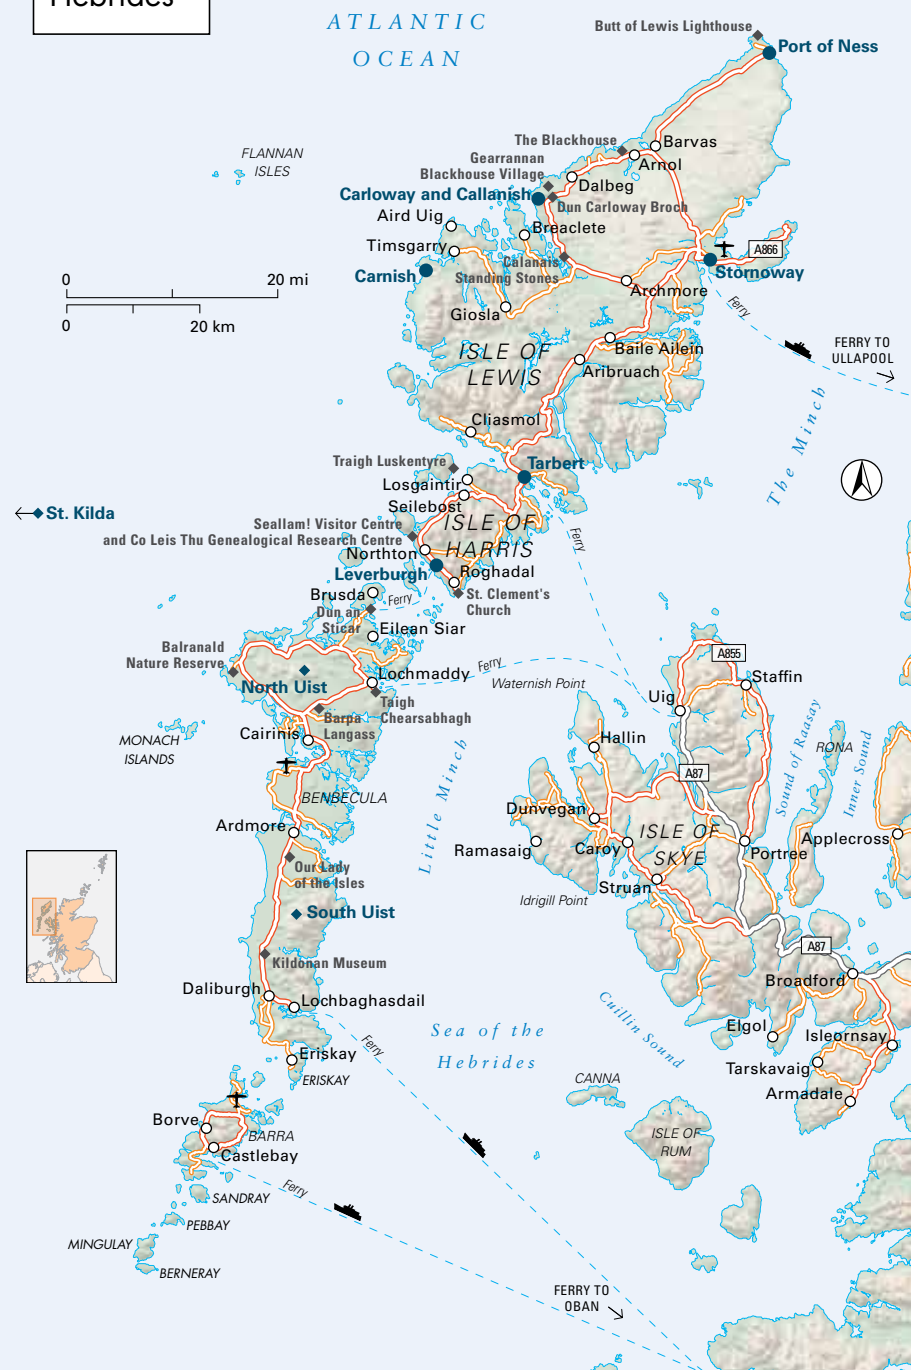 Hebrides
ATLANTIC
OCEAN
Butt of Lewis Lighthouse
Port of Ness
FLANNAN
ISLES
The Blackhouse
Barvas
Arnol
Gearrannan
Blackhouse Village
Dalbeg
Carloway and Callanish
Dun Carloway Broch
Aird Uig
Breaclete
Timsgarry
A866
Calanais
Standing Stones
Carnish
Stornoway
0
20 mi
0
20 km
Archmore
Giosla
Ferry
FERRY TO
ULLAPOOL
ISLE OF
LEWIS
Baile Ailein
Aribruach
The Minch
Cliasmol
Traigh Luskentyre
Tarbert
Losgaintir
Seilebost
St. Kilda
Seallam! Visitor Centre
and Co Leis Thu Genealogical Research Centre
ISLE OF
HARRIS
Ferry
Northton
Leverburgh
Roghadal
Brusda
Ferry
St. Clement's
Church
Dun an
Sticar
Eilean Siar
Balranald
Nature Reserve
A855
Ferry
Lochmaddy
Waternish Point
Staffin
North Uist
Uig
Taigh
Chearsabhagh
Barpa
Langass
Cairinis
MONACH
ISLANDS
Hallin
Sound of Raasay
RONA
Inner Sound
A87
Little Minch
BENBECULA
Dunvegan
Ardmore
ISLE OF
SKYE
Applecross
Ramasaig
Caroy
Portree
Our Lady
of the Isles
Struan
Idrigill Point
South Uist
A87
Kildonan Museum
Broadford
Daliburgh
Lochbaghasdail
Cuillin Sound
Sea of the
Hebrides
Elgol
Isleornsay
Ferry
Eriskay
ERISKAY
Tarskavaig
CANNA
Armadale
Borve
BARRA
ISLE OF
RUM
Castlebay
Ferry
SANDRAY
PEBBAY
MINGULAY
BERNERAY
FERRY TO
OBAN